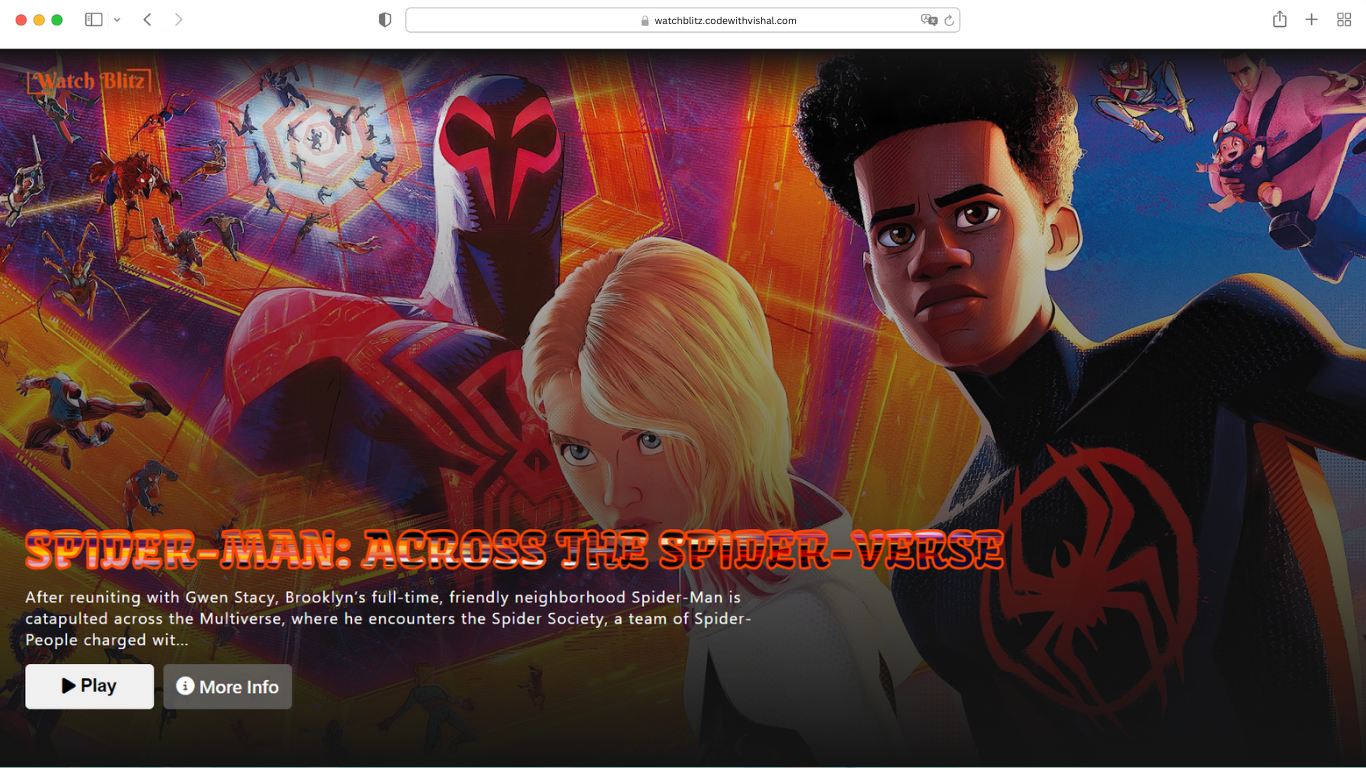 watchblitz.codewithvishal.com
Watch Blitz
SPIDER-MAN: ACROSS THE SPIDER-VERSE
After reuniting with Gwen Stacy, Brooklyn's full-time, friendly neighborhood Spider-Man is
catapulted across the Multiverse, where he encounters the Spider Society, a team of Spider-
People charged wit...
Play
More Info